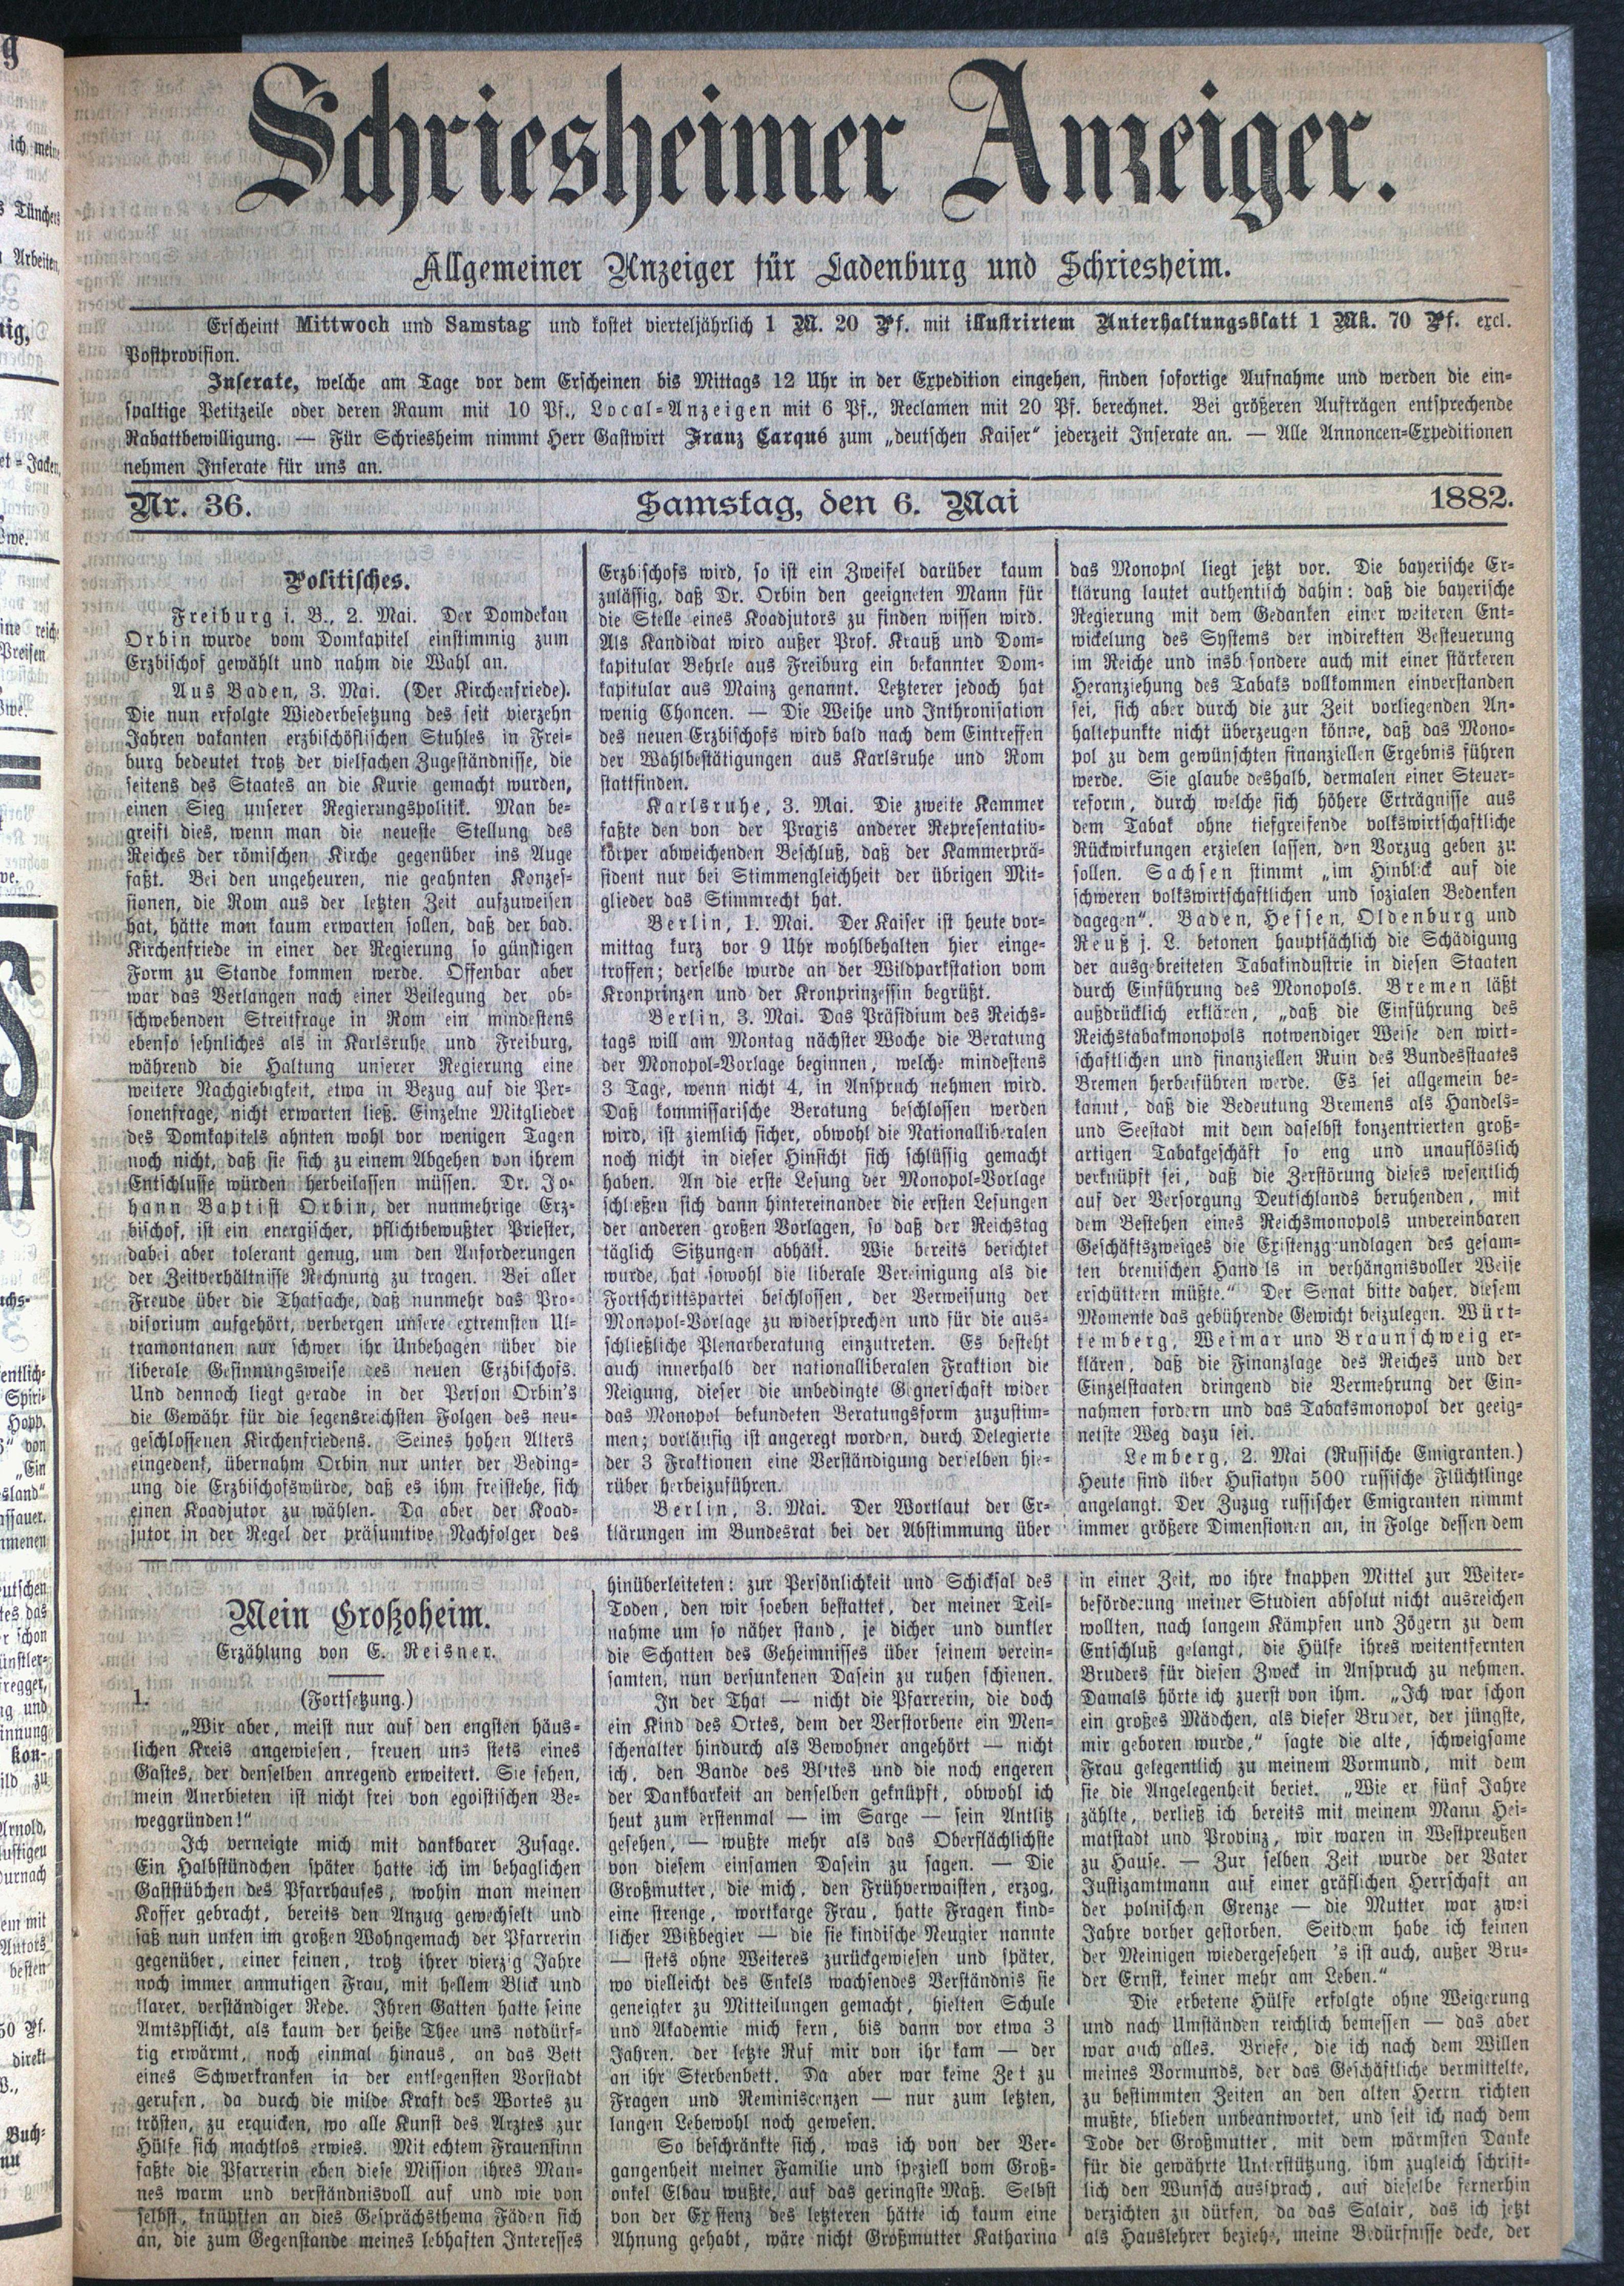 Schriesheimer Anzeiger.
Allgemeiner Anzeiger für Ladenburg und Schriesheim.
Erscheint Mittwoch und Samstag und kostet vierteljährlich 1 M. 20 Pf. mit illustrirtem Unterhaltungsblatt 1 Mk. 70 Pf. excl.
Postprovision.
Inserate, welche am Tage vor dem Erscheinen bis Mittags 12 Uhr in der Expedition eingehen, finden sofortige Aufnahme und werden die ein-
spaltige Petitzeile oder deren Raum mit 10 Pf., Local-Anzeigen mit 6 Pf., Reclamen mit 20 Pf. berechnet. Bei größeren Aufträgen entsprechende
Rabattbewilligung. — Für Schriesheim nimmt Herr Gastwirt Franz Carqué zum „deutschen Kaiser“ jederzeit Inserate an. — Alle Annoncen-Expeditionen
nehmen Inserate für uns an.
Nr. 36. Samstag, den 6. Mai 1882.
Politisches.
Freiburg i. B., 2. Mai. Der Domdekan
Orbin wurde vom Domkapitel einstimmig zum
Erzbischof gewählt und nahm die Wahl an.
Aus Baden, 3. Mai. (Der Kirchenfriede).
Die nun erfolgte Wiederbesetzung des seit vierzehn
Jahren vakanten erzbischöflischen Stuhles in Frei-
burg bedeutet trotz der vielfachen Zugeständnisse, die
seitens des Staates an die Kurie gemacht wurden,
einen Sieg unserer Regierungspolitik. Man be-
greift dies, wenn man die neueste Stellung des
Reiches der römischen Kirche gegenüber ins Auge
faßt. Bei den ungeheuren, nie geahnten Konzes-
sionen, die Rom aus der letzten Zeit aufzuweisen
hat, hätte man kaum erwarten sollen, daß der bad.
Kirchenfriede in einer der Regierung so günstigen
Form zu Stande kommen werde. Offenbar aber
war das Verlangen nach einer Beilegung der ob-
schwebenden Streitfrage in Rom ein mindestens
ebenso sehnliches als in Karlsruhe und Freiburg,
während die Haltung unserer Regierung eine
weitere Nachgiebigkeit, etwa in Bezug auf die Per-
sonenfrage, nicht erwarten ließ. Einzelne Mitglieder
des Domkapitels ahnten wohl vor wenigen Tagen
noch nicht, daß sie sich zu einem Abgehen von ihrem
Entschlusse würden herbeilassen müssen. Dr. Jo-
hann Baptist Orbin, der nunmehrige Erz-
bischof, ist ein energischer, pflichtbewußter Priester,
dabei aber tolerant genug, um den Anforderungen
der Zeitverhältnisse Rechnung zu tragen. Bei aller
Freude über die Thatsache, daß nunmehr das Pro-
visorium aufgehört, verbergen unsere extremsten Ul-
tramontanen nur schwer ihr Unbehagen über die
liberale Gesinnungsweise des neuen Erzbischofs.
Und dennoch liegt gerade in der Person Orbin's
die Gewähr für die segensreichsten Folgen des neu-
geschlossenen Kirchenfriedens. Seines hohen Alters
eingedenk, übernahm Orbin nur unter der Beding-
ung die Erzbischofswürde, daß es ihm freistehe, sich
einen Koadjutor zu wählen. Da aber der Koad-
jutor in der Regel der präsumtive Nachfolger des
Erzbischofs wird, so ist ein Zweifel darüber kaum
zulässig, daß Dr. Orbin den geeigneten Mann für
die Stelle eines Koadjutors zu finden wissen wird.
Als Kandidat wird außer Prof. Krauß und Dom-
kapitular Behrle aus Freiburg ein bekannter Dom-
kapitular aus Mainz genannt. Letzterer jedoch hat
wenig Chancen. — Die Weihe und Inthronisation
des neuen Erzbischofs wird bald nach dem Eintreffen
der Wahlbestätigungen aus Karlsruhe und Rom
stattfinden.
Karlsruhe, 3. Mai. Die zweite Kammer
faßte den von der Praxis anderer Representativ-
körper abweichenden Beschluß, daß der Kammerprä-
sident nur bei Stimmengleichheit der übrigen Mit-
glieder das Stimmrecht hat.
Berlin, 1. Mai. Der Kaiser ist heute vor-
mittag kurz vor 9 Uhr wohlbehalten hier einge-
troffen; derselbe wurde an der Wildparkstation vom
Kronprinzen und der Kronprinzessin begrüßt.
Berlin, 3. Mai. Das Präsidium des Reichs-
tags will am Montag nächster Woche die Beratung
der Monopol-Vorlage beginnen, welche mindestens
3 Tage, wenn nicht 4, in Anspruch nehmen wird.
Daß kommissarische Beratung beschlossen werden
wird, ist ziemlich sicher, obwohl die Nationalliberalen
noch nicht in dieser Hinsicht sich schlüssig gemacht
haben. An die erste Lesung der Monopol-Vorlage
schließen sich dann hintereinander die ersten Lesungen
der anderen großen Vorlagen, so daß der Reichstag
täglich Sitzungen abhält. Wie bereits berichtet
wurde, hat sowohl die liberale Vereinigung als die
Fortschrittspartei beschlossen, der Verweisung der
Monopol-Vorlage zu widersprechen und für die aus-
schließliche Plenarberatung einzutreten. Es besteht
auch innerhalb der nationalliberalen Fraktion die
Neigung, dieser die unbedingte Gegnerschaft wider
das Monopol bekundeten Beratungsform zuzustim-
men; vorläufig ist angeregt worden, durch Delegierte
der 3 Fraktionen eine Verständigung derselben hie-
rüber herbeizuführen.
Berlin, 3. Mai. Der Wortlaut der Er-
klärungen im Bundesrat bei der Abstimmung über
das Monopol liegt jetzt vor. Die bayerische Er-
klärung lautet authentisch dahin: daß die bayerische
Regierung mit dem Gedanken einer weiteren Ent-
wickelung des Systems der indirekten Besteuerung
im Reiche und insb sondere auch mit einer stärkeren
Heranziehung des Tabaks vollkommen einverstanden
sei, sich aber durch die zur Zeit vorliegenden An-
haltepunkte nicht überzeugen könne, daß das Mono-
pol zu dem gewünschten finanziellen Ergebnis führen
werde. Sie glaube deshalb, dermalen einer Steuer-
reform, durch welche sich höhere Erträgnisse aus
dem Tabak ohne tiefgreifende volkswirtschaftliche
Rückwirkungen erzielen lassen, den Vorzug geben zu
sollen. Sachsen stimmt „im Hinblick auf die
schweren volkswirtschaftlichen und sozialen Bedenken
dagegen“. Baden, Hessen, Oldenburg und
Reuß j. L. betonen hauptsächlich die Schädigung
der ausgebreiteten Tabakindustrie in diesen Staaten
durch Einführung des Monopols. Bremen läßt
außdrücklich erklären, „daß die Einführung des
Reichstabakmonopols notwendiger Weise den wirt-
schaftlichen und finanziellen Ruin des Bundesstaates
Bremen herbeiführen werde. Es sei allgemein be-
kannt, daß die Bedeutung Bremens als Handels-
und Seestadt mit dem daselbst konzentrierten groß-
artigen Tabakgeschäft so eng und unauflöslich
verknüpft sei, daß die Zerstörung dieses wesentlich
auf der Versorgung Deutschlands beruhenden, mit
dem Bestehen eines Reichsmonopols unvereinbaren
Geschäftszweiges die Existenzgrundlagen des gesam-
ten bremischen Hand ls in verhängnisvoller Weise
erschüttern müßte.“ Der Senat bitte daher, diesem
Momente das gebührende Gewicht beizulegen. Würt-
temberg, Weimar und Braunschweig er-
klären, daß die Finanzlage des Reiches und der
Einzelstaaten dringend die Vermehrung der Ein-
nahmen fordern und das Tabaksmonopol der geeig-
netste Weg dazu sei.
Lemberg, 2. Mai (Russische Emigranten.)
Heute sind über Husiatyn 500 russische Flüchtlinge
angelangt. Der Zuzug russischer Emigranten nimmt
immer größere Dimensionen an, in Folge dessen dem
Mein Großoheim.
Erzählung von E. Reisner.
1. (Fortsetzung.)
„Wir aber, meist nur auf den engsten häus-
lichen Kreis angewiesen, freuen uns stets eines
Gastes, der denselben anregend erweitert. Sie sehen,
mein Anerbieten ist nicht frei von egoistischen Be-
weggründen!“
Ich verneigte mich mit dankbarer Zusage.
Ein Halbstündchen später hatte ich im behaglichen
Gaststübchen des Pfarrhauses, wohin man meinen
Koffer gebracht, bereits den Anzug gewechselt und
saß nun unten im großen Wohngemach der Pfarrerin
gegenüber, einer feinen, trotz ihrer vierzig Jahre
noch immer anmutigen Frau, mit hellem Blick und
klarer, verständiger Rede. Ihren Gatten hatte seine
Amtspflicht, als kaum der heiße Thee uns notdürf-
tig erwärmt, noch einmal hinaus, an das Bett
eines Schwerkranken in der entlegensten Vorstadt
gerufen, da durch die milde Kraft des Wortes zu
trösten, zu erquicken, wo alle Kunst des Arztes zur
Hülfe sich machtlos erwies. Mit echtem Frauensinn
faßte die Pfarrerin eben diese Mission ihres Man-
nes warm und verständnisvoll auf und wie von
selbst, knüpften an dies Gesprächsthema Fäden sich
an, die zum Gegenstande meines lebhaften Interesses
hinüberleiteten: zur Persönlichkeit und Schicksal des
Toden, den wir soeben bestattet, der meiner Teil-
nahme um so näher stand, je dicher und dunkler
die Schatten des Geheimnisses über seinem verein-
samten, nun versunkenen Dasein zu ruhen schienen.
In der That — nicht die Pfarrerin, die doch
ein Kind des Ortes, dem der Verstorbene ein Men-
schenalter hindurch als Bewohner angehört — nicht
ich, den Bande des Blutes und die noch engeren
der Dankbarkeit an denselben geknüpft, obwohl ich
heut zum erstenmal — im Sarge — sein Antlitz
gesehen, — wußte mehr als das Oberflächlichste
von diesem einsamen Dasein zu sagen. — Die
Großmutter, die mich, den Frühverwaisten, erzog,
eine strenge, wortkarge Frau, hatte Fragen kind-
licher Wißbegier — die sie kindische Neugier nannte
— stets ohne Weiteres zurückgewiesen und später,
wo vielleicht des Enkels wachsendes Verständnis sie
geneigter zu Mitteilungen gemacht, hielten Schule
und Akademie mich fern, bis dann vor etwa 3
Jahren, der letzte Ruf mir von ihr kam — der
an ihr Sterbenbett. Da aber war keine Ze t zu
Fragen und Reminiscenzen — nur zum letzten,
langen Lebewohl noch gewesen.
So beschränkte sich, was ich von der Ver-
gangenheit meiner Familie und speziell vom Groß-
onkel Elbau wußte, auf das geringste Maß. Selbst
von der Existenz des letzteren hätte ich kaum eine
Ahnung gehabt, wäre nicht Großmutter Katharina
in einer Zeit, wo ihre knappen Mittel zur Weiter-
beförderung meiner Studien absolut nicht ausreichen
wollten, nach langem Kämpfen und Zögern zu dem
Entschluß gelangt, die Hülfe ihres weitentfernten
Bruders für diesen Zweck in Anspruch zu nehmen.
Damals hörte ich zuerst von ihm. „Ich war schon
ein großes Mädchen, als dieser Bruder, der jüngste,
mir geboren wurde,“ sagte die alte, schweigsame
Frau gelegentlich zu meinem Vormund, mit dem
sie die Angelegenheit beriet. „Wie er fünf Jahre
zählte, verließ ich bereits mit meinem Mann Hei-
matstadt und Provinz, wir waren in Westpreußen
zu Hause. — Zur selben Zeit wurde der Vater
Justizamtmann auf einer gräflichen Herrschaft an
der polnischen Grenze — die Mutter war zwei
Jahre vorher gestorben. Seitdem habe ich keinen
der Meinigen wiedergesehen 's ist auch, außer Bru-
der Ernst, keiner mehr am Leben.“
Die erbetene Hülfe erfolgte ohne Weigerung
und nach Umständen reichlich bemessen — das aber
war auch alles. Briefe, die ich nach dem Willen
meines Vormunds, der das Geschäftliche vermittelte,
zu bestimmten Zeiten an den alten Herrn richten
mußte, blieben unbeantwortet, und seit ich nach dem
Tode der Großmutter, mit dem wärmsten Danke
für die gewährte Unterstützung, ihm zugleich schrift-
lich den Wunsch aussprach, auf dieselbe fernerhin
verzichten zu dürfen, da das Salair, das ich jetzt
als Hauslehrer beziehe, meine Bedürfnisse decke, der